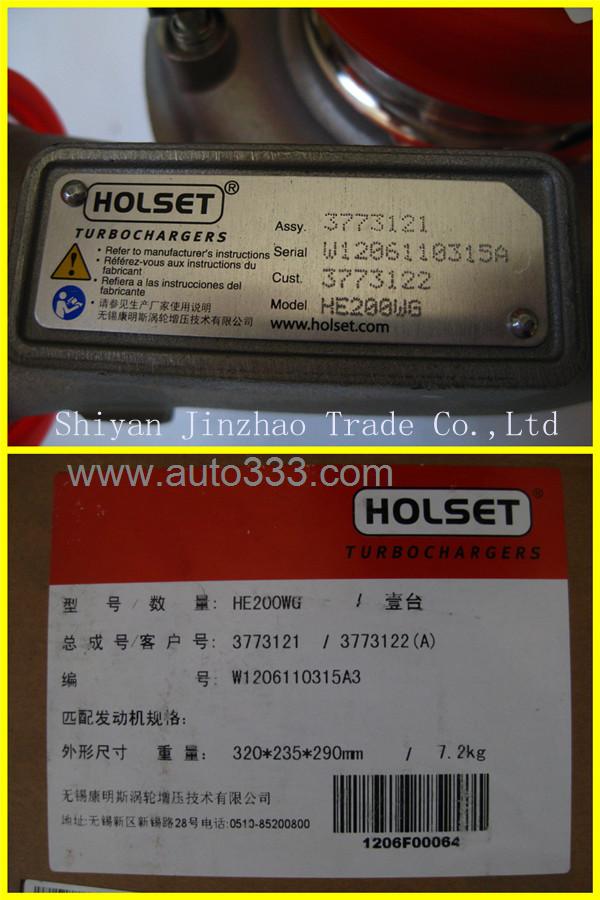 HOLSET®
TURBOCHARGERS
• Refer to manufacturer's instructions
• Référez-vous aux instructions du
fabricant
• Refiera a las instrucciones del
fabricante
• 请参见生产厂家使用说明
无锡康明斯涡轮增压技术有限公司
Assy. 3773121
Serial W1206110315A
Cust. 3773122
Model HE200WG
www.holset.com
Shiyan Jinzhao Trade Co.,Ltd
www.auto333.com
HOLSET®
TURBOCHARGERS
型 号/数 量: HE200WG / 壹台
总成号/客户号: 3773121 / 3773122(A)
编 号: W1206110315A3
匹配发动机规格:
外形尺寸 重量: 320*235*290mm / 7.2kg
无锡康明斯涡轮增压技术有限公司
地址:无锡新区新锡路28号电话:0510-85200800
1206F00064